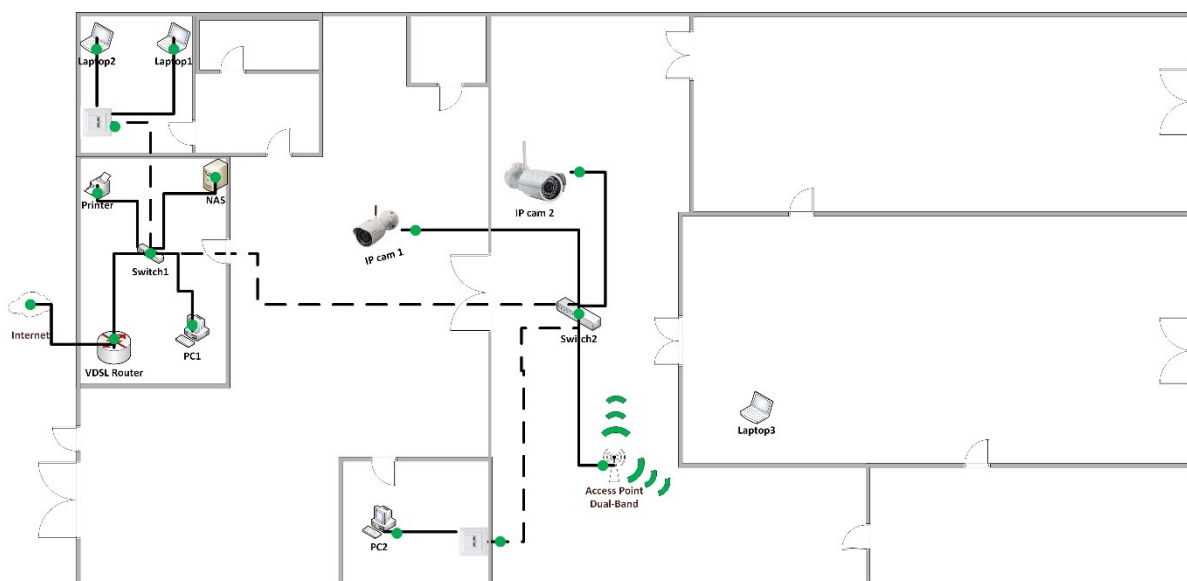 Laptop2
Laptop1
Printer
NAS
IP cam 2
IP cam 1
Switch1
Internet
Switch2
PC1
VDSL Router
Laptop3
Access Point
Dual-Band
PC2